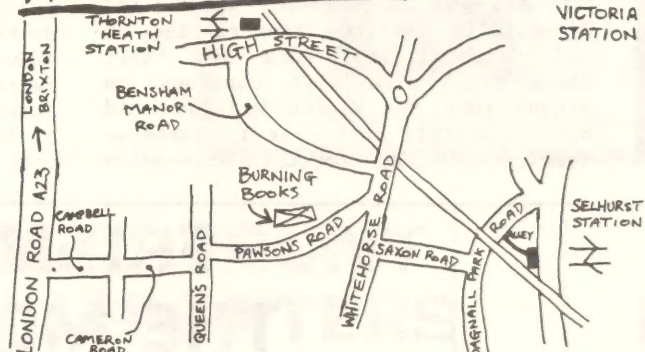 THORNTON
HEATH
STATION
VICTORIA
STATION
HIGH STREET
LONDON
BRIXTON
BENSHAM
MANOR
ROAD
BURNING
BOOKS
LONDON ROAD A23
CAMPBELL
ROAD
QUEENS ROAD
PAWSONS ROAD
WHITEHORSE ROAD
SAXON ROAD
PARK ROAD
ALLEY
SELHURST
STATION
CAMERON
ROAD